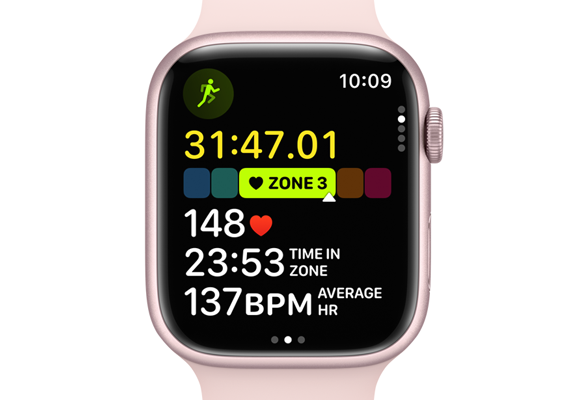 10:09
31:47.01
ZONE 3
148
23:53 TIME IN
ZONE
137BPM AVERAGE
HR